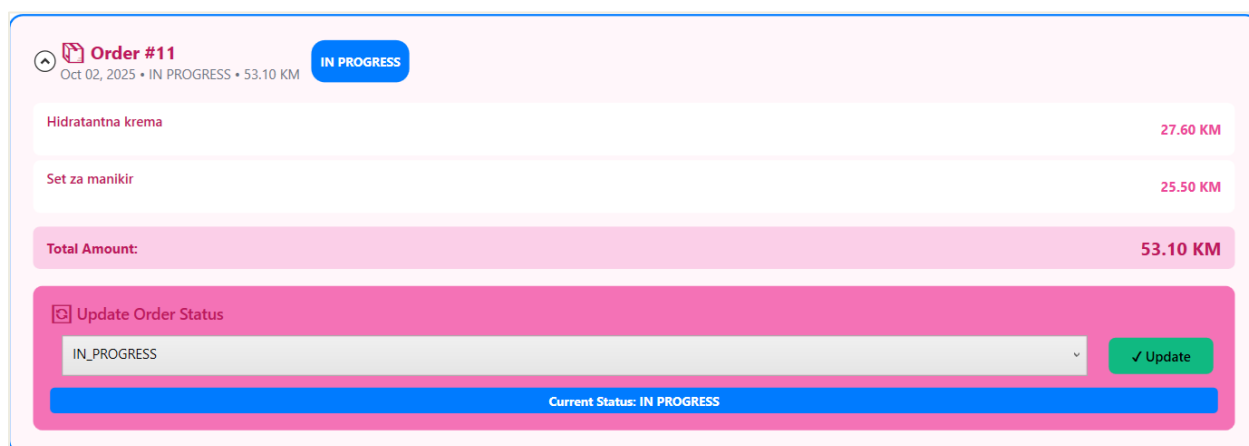 Order #11
Oct 02, 2025 • IN PROGRESS • 53.10 KM
IN PROGRESS
Hidratantna krema
27.60 KM
Set za manikir
25.50 KM
Total Amount:
53.10 KM
Update Order Status
IN_PROGRESS
✓ Update
Current Status: IN PROGRESS